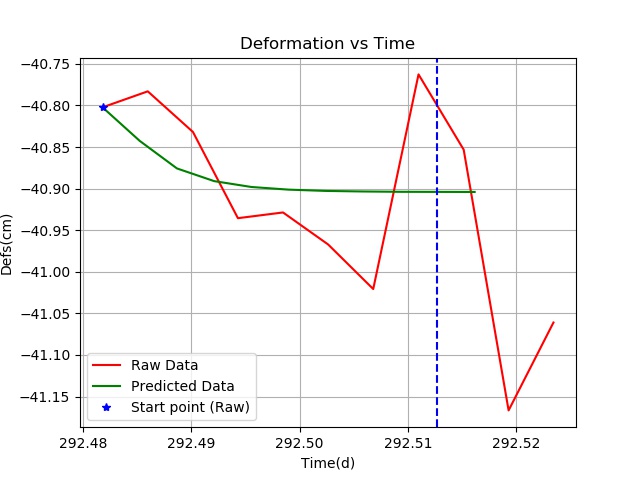 Deformation vs Time
−40.75
−40.80
−40.85
−40.90
−40.95
−41.00
−41.05
−41.10
−41.15
Defs(cm)
Raw Data
Predicted Data
Start point (Raw)
292.48 292.49 292.50 292.51 292.52
Time(d)